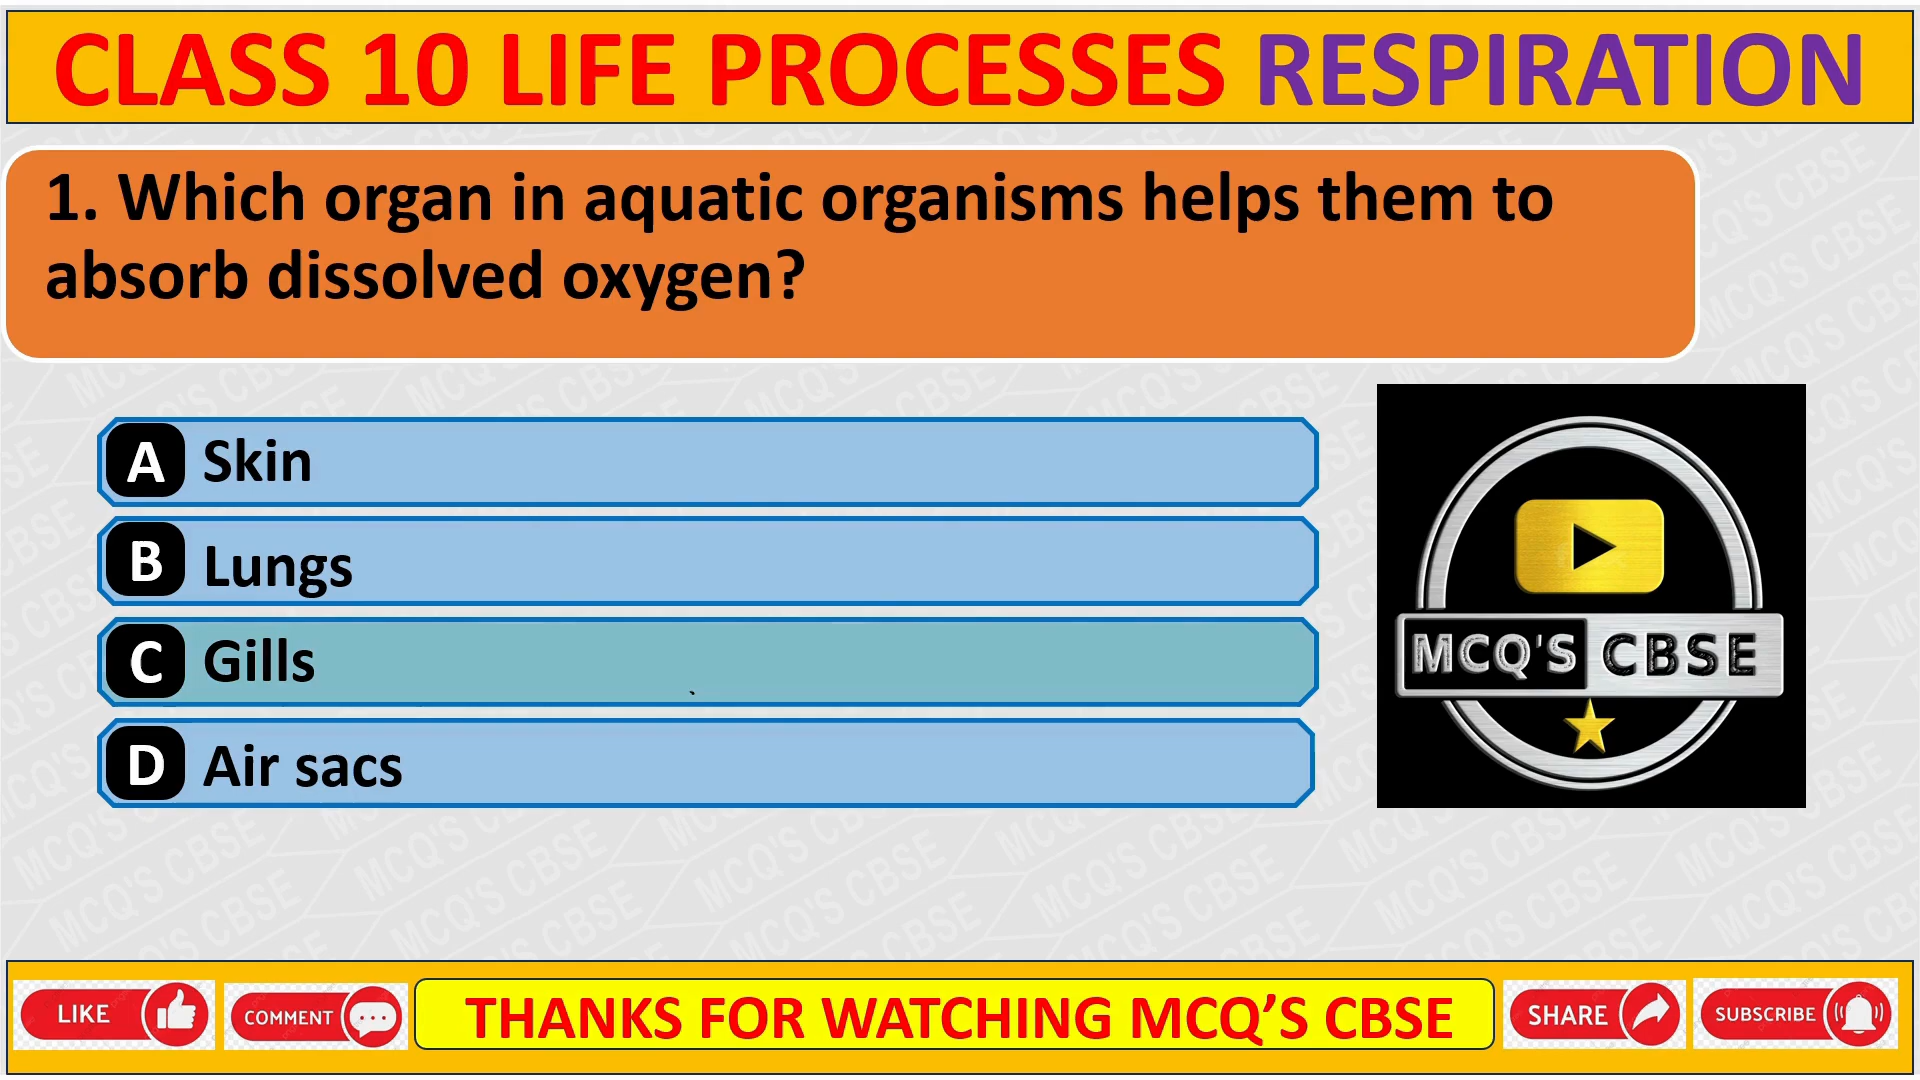 CLASS 10 LIFE PROCESSES RESPIRATION
1. Which organ in aquatic organisms helps them to
absorb dissolved oxygen?
A Skin
B Lungs
C Gills
D Air sacs
MCQ'S CBSE
LIKE
COMMENT
THANKS FOR WATCHING MCQ’S CBSE
SHARE
SUBSCRIBE